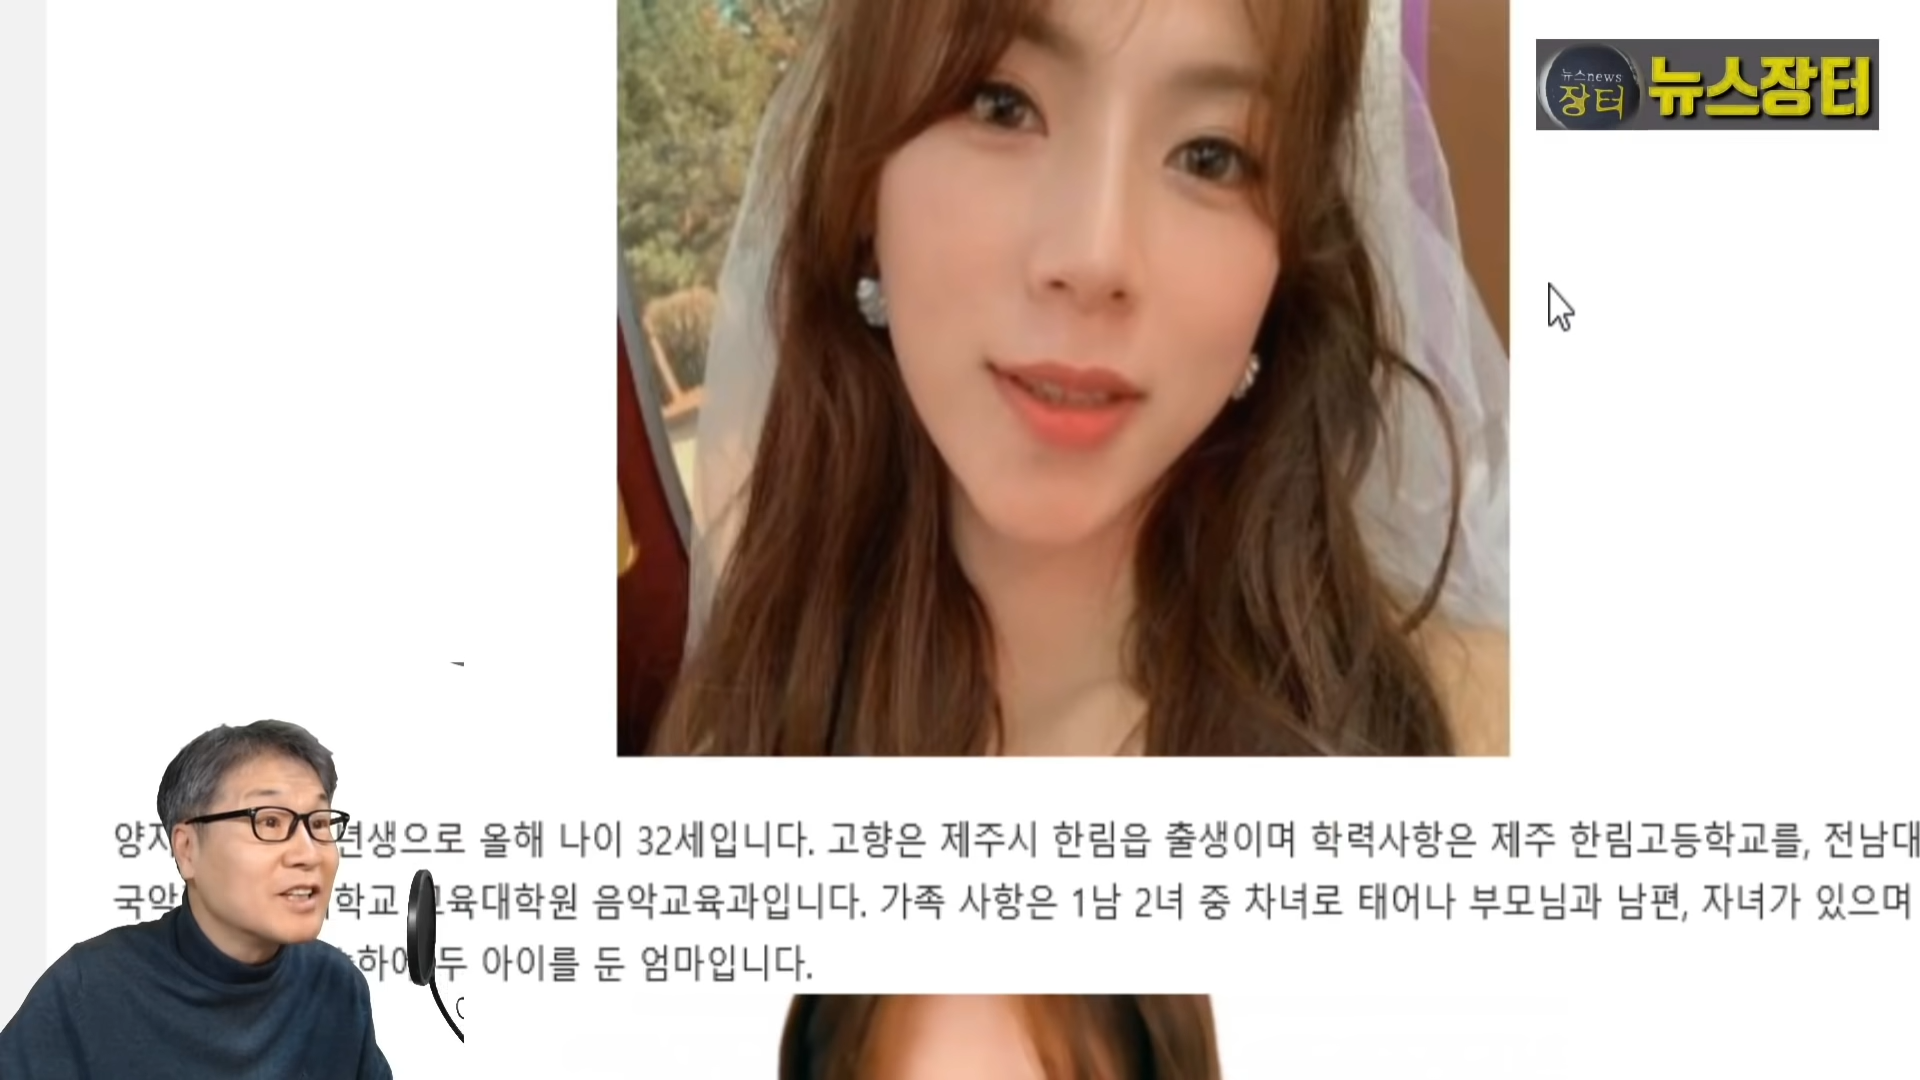 뉴스news
장터
뉴스장터
양지 년생으로 올해 나이 32세입니다. 고향은 제주시 한림읍 출생이며 학력사항은 제주 한림고등학교를, 전남대
국악 학교 교육대학원 음악교육과입니다. 가족 사항은 1남 2녀 중 차녀로 태어나 부모님과 남편, 자녀가 있으며
슬하에 두 아이를 둔 엄마입니다.